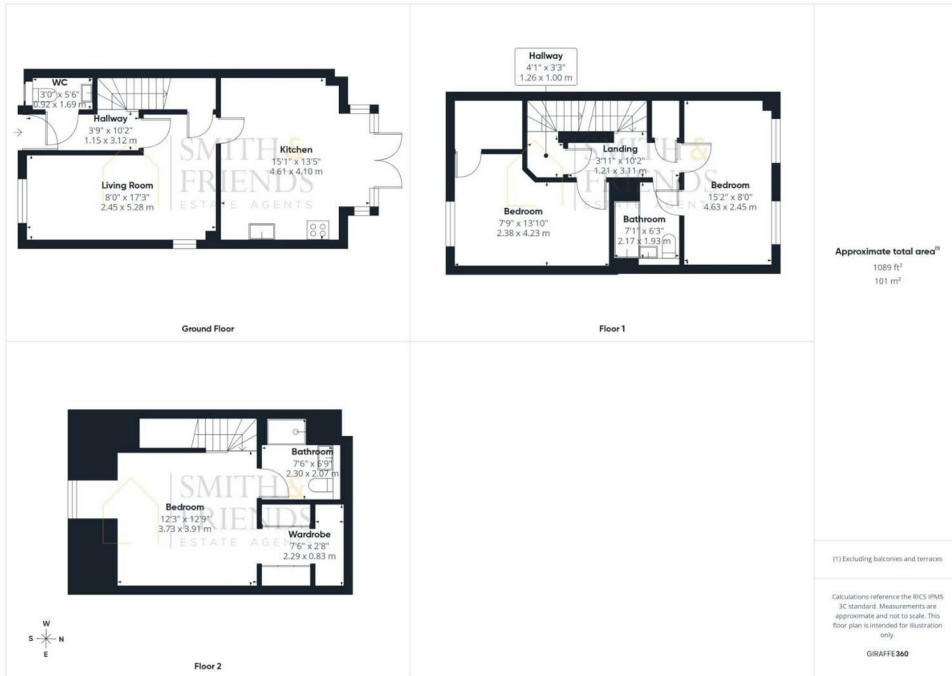 WC
3'0" x 5'6"
0.92 x 1.69 m
Hallway
3'9" x 10'2"
1.15 x 3.12 m
Living Room
8'0" x 17'3"
2.45 x 5.28 m
Kitchen
15'1" x 13'5"
4.61 x 4.10 m
SMITH &
FRIENDS
ESTATE AGENTS
Ground Floor
Hallway
4'1" x 3'3"
1.26 x 1.00 m
Landing
3'11" x 10'2"
1.21 x 3.11 m
Bedroom
7'9" x 13'10"
2.38 x 4.23 m
Bathroom
7'1" x 6'3"
2.17 x 1.93 m
Bedroom
15'2" x 8'0"
4.63 x 2.45 m
SMITH &
FRIENDS
ESTATE AGENTS
Floor 1
Bathroom
7'6" x 6'9"
2.30 x 2.07 m
Bedroom
12'3" x 12'9"
3.73 x 3.91 m
Wardrobe
7'6" x 2'8"
2.29 x 0.83 m
SMITH &
FRIENDS
ESTATE AGENTS
W
S N
E
Floor 2
Approximate total area(1)
1089 ft²
101 m²
(1) Excluding balconies and terraces
Calculations reference the RICS IPMS
3C standard. Measurements are
approximate and not to scale. This
floor plan is intended for illustration
only.
GIRAFFE360